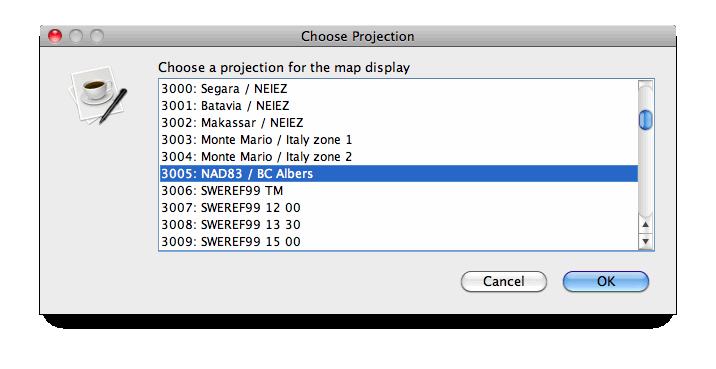 Choose Projection
Choose a projection for the map display
3000: Segara / NEIEZ
3001: Batavia / NEIEZ
3002: Makassar / NEIEZ
3003: Monte Mario / Italy zone 1
3004: Monte Mario / Italy zone 2
3005: NAD83 / BC Albers
3006: SWEREF99 TM
3007: SWEREF99 12 00
3008: SWEREF99 13 30
3009: SWEREF99 15 00
Cancel
OK